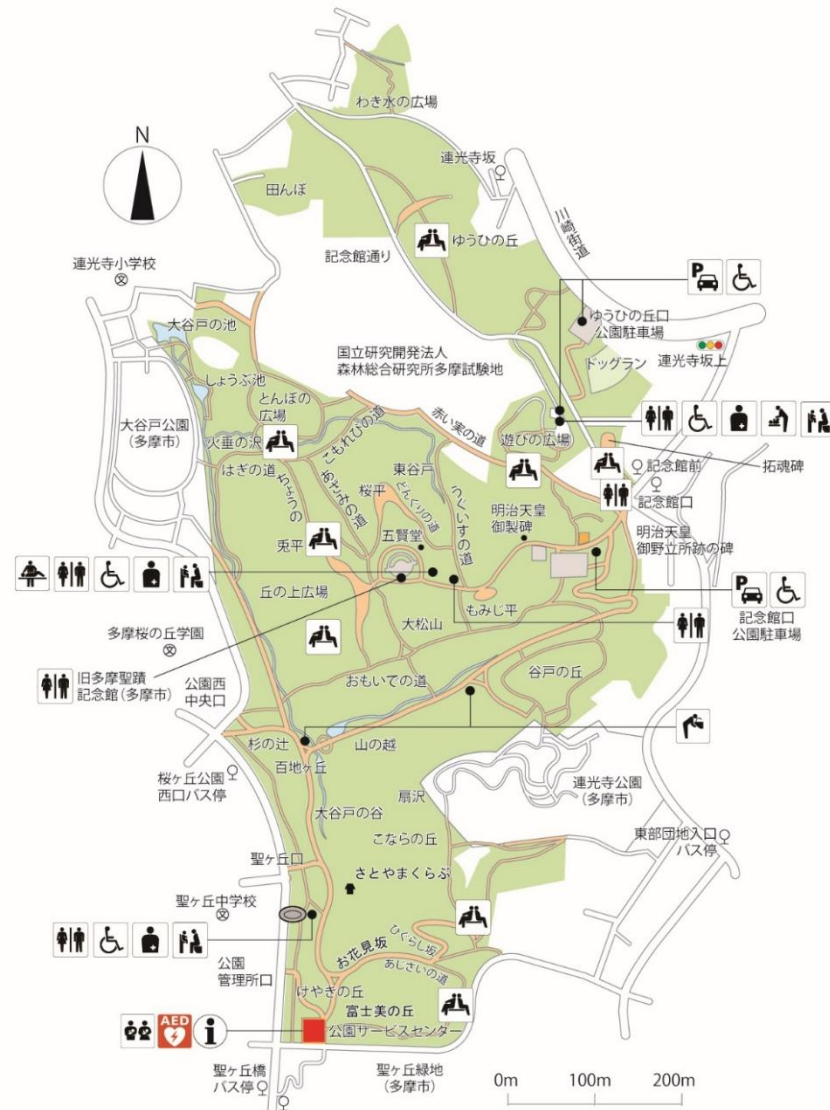 わき水の広場
N
連光寺坂
田んぼ
川崎街道
ゆうひの丘
記念館通り
連光寺小学校
P
大谷戸の池
ゆうひの丘口
公園駐車場
国立研究開発法人
森林総合研究所多摩試験地
連光寺坂上
ドッグラン
しょうぶ池
とんぼの
広場
大谷戸公園
(多摩市)
火垂の沢
こもれびの道
赤い実の道
遊びの広場
はぎの道
東谷戸
記念館前
拓魂碑
ちょうの
あざみの道
桜平
どんぐりの道
うぐいすの道
明治天皇
御製碑
記念館口
五賢堂
明治天皇
御野立所跡の碑
兎平
丘の上広場
もみじ平
P
記念館口
公園駐車場
大松山
多摩桜の丘学園
旧多摩聖蹟
記念館(多摩市)
公園西
中央口
おもいでの道
谷戸の丘
杉の辻
山の越
百地ヶ丘
桜ヶ丘公園
西口バス停
連光寺公園
(多摩市)
大谷戸の谷
扇沢
こならの丘
東部団地入口
バス停
聖ヶ丘口
さとやまくらぶ
聖ヶ丘中学校
お花見坂
ひぐらし坂
あじさいの道
公園
管理所口
けやきの丘
富士美の丘
AED
i
公園サービスセンター
聖ヶ丘橋
バス停
聖ヶ丘緑地
(多摩市)
0m 100m 200m